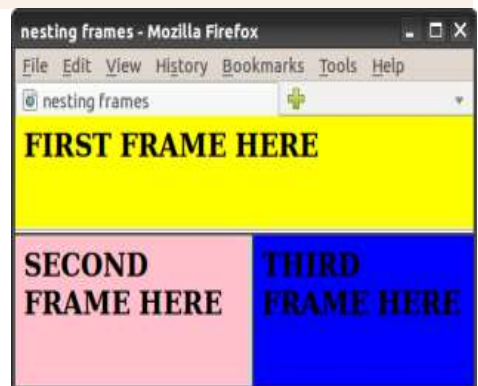 nesting frames - Mozilla Firefox
File Edit View History Bookmarks Tools Help
nesting frames
FIRST FRAME HERE
SECOND
FRAME HERE
THIRD
FRAME HERE